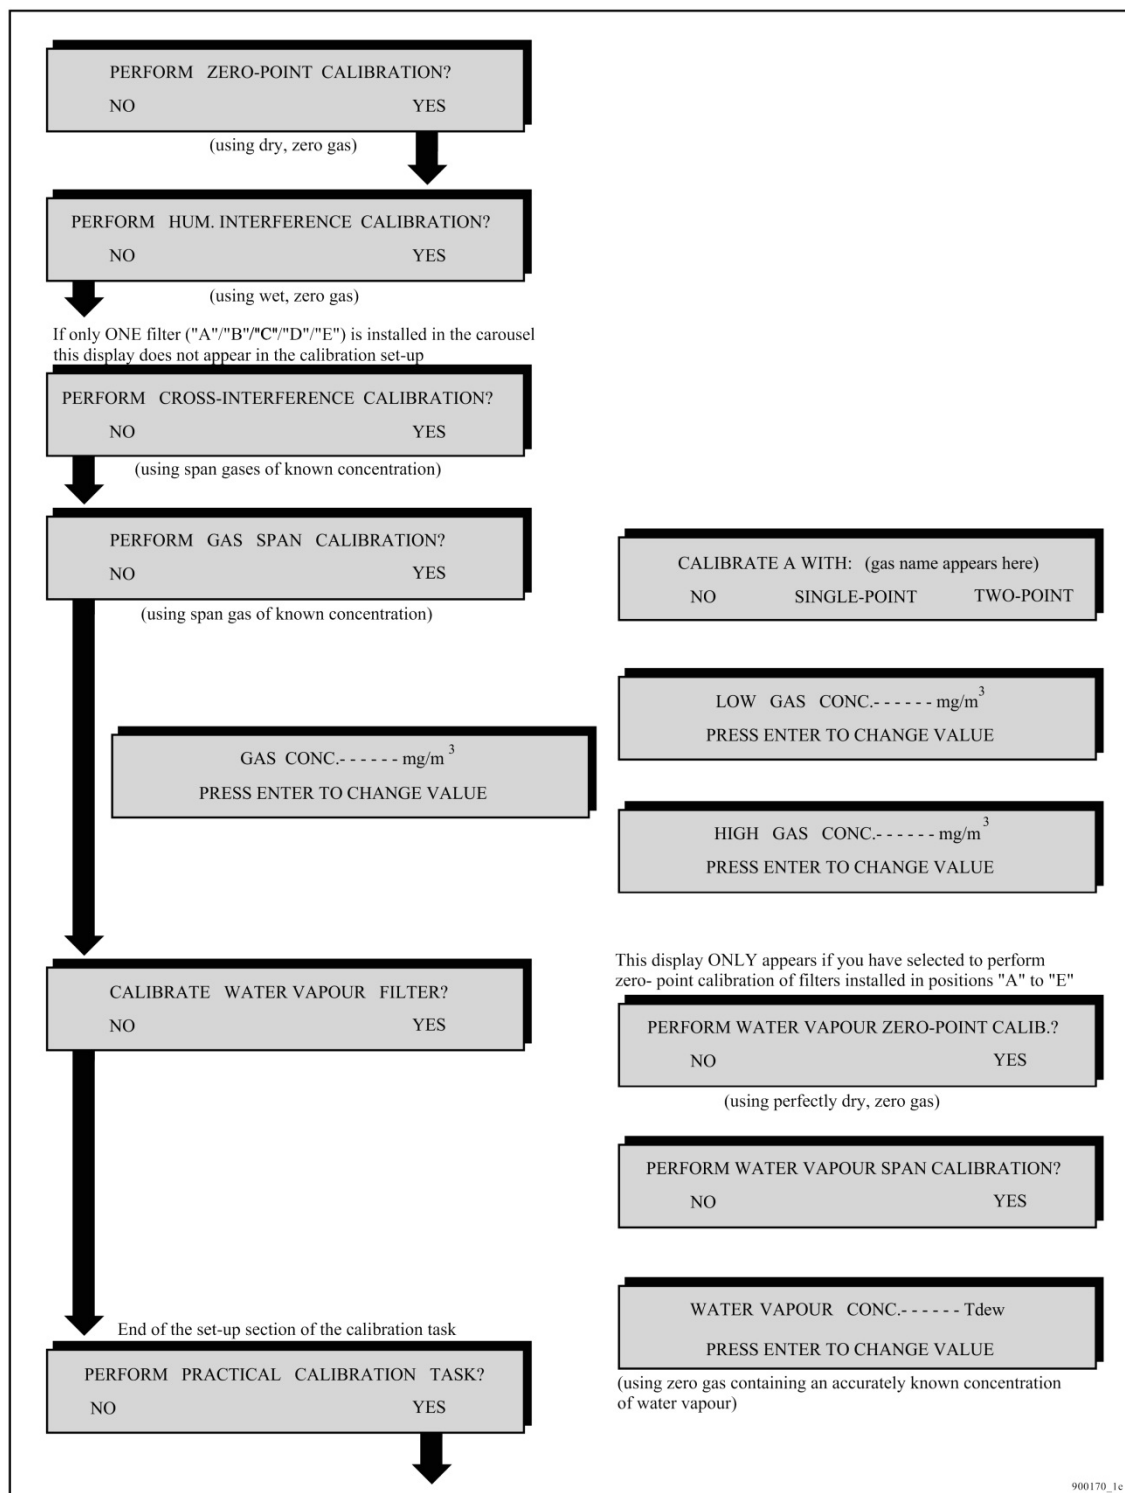 PERFORM ZERO-POINT CALIBRATION?
NO YES
(using dry, zero gas)
PERFORM HUM. INTERFERENCE CALIBRATION?
NO YES
(using wet, zero gas)
If only ONE filter ("A"/"B"/"C"/"D"/"E") is installed in the carousel
this display does not appear in the calibration set-up
PERFORM CROSS-INTERFERENCE CALIBRATION?
NO YES
(using span gases of known concentration)
PERFORM GAS SPAN CALIBRATION?
NO YES
(using span gas of known concentration)
CALIBRATE A WITH: (gas name appears here)
NO SINGLE-POINT TWO-POINT
LOW GAS CONC.- - - - - - mg/m³
PRESS ENTER TO CHANGE VALUE
GAS CONC.- - - - - - mg/m³
PRESS ENTER TO CHANGE VALUE
HIGH GAS CONC.- - - - - - mg/m³
PRESS ENTER TO CHANGE VALUE
CALIBRATE WATER VAPOUR FILTER?
NO YES
This display ONLY appears if you have selected to perform
zero- point calibration of filters installed in positions "A" to "E"
PERFORM WATER VAPOUR ZERO-POINT CALIB.?
NO YES
(using perfectly dry, zero gas)
PERFORM WATER VAPOUR SPAN CALIBRATION?
NO YES
WATER VAPOUR CONC.- - - - - - Tdew
PRESS ENTER TO CHANGE VALUE
(using zero gas containing an accurately known concentration
of water vapour)
End of the set-up section of the calibration task
PERFORM PRACTICAL CALIBRATION TASK?
NO YES
900170_1e